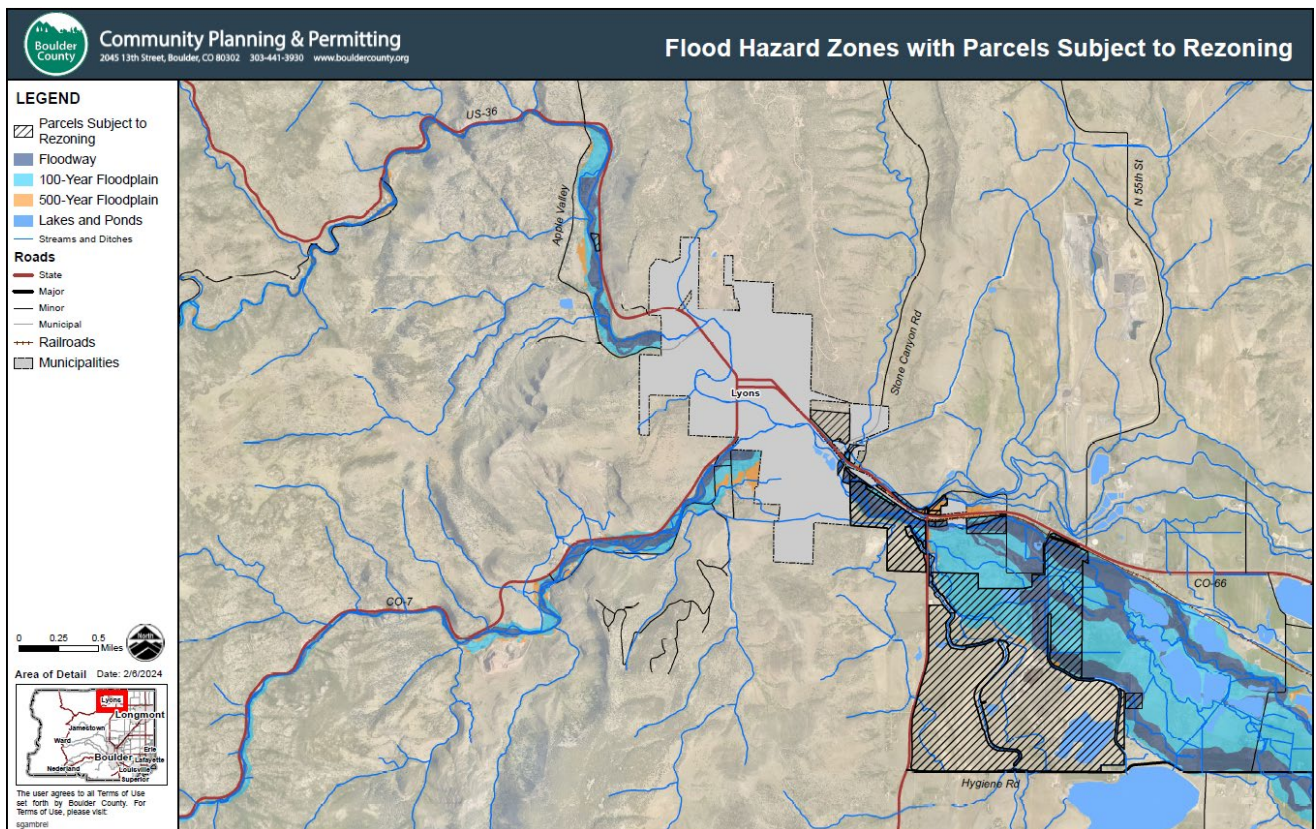 Boulder
County
Community Planning & Permitting
2045 13th Street, Boulder, CO 80302 303-441-3930 www.bouldercounty.org
Flood Hazard Zones with Parcels Subject to Rezoning
LEGEND
Parcels Subject to
Rezoning
Floodway
100-Year Floodplain
500-Year Floodplain
Lakes and Ponds
Streams and Ditches
Roads
State
Major
Minor
Municipal
Railroads
Municipalities
US-36
Apple Valley
N 55th St
Stone Canyon Rd
Lyons
CO-66
CO-7
Hygiene Rd
0 0.25 0.5
Miles
North
Area of Detail Date: 2/6/2024
Lyons
Longmont
Jamestown
Ward
Boulder
Erie
Lafayette
Nederland
Louisville
Superior
The user agrees to all Terms of Use
set forth by Boulder County. For
Terms of Use, please visit:
sgambrel